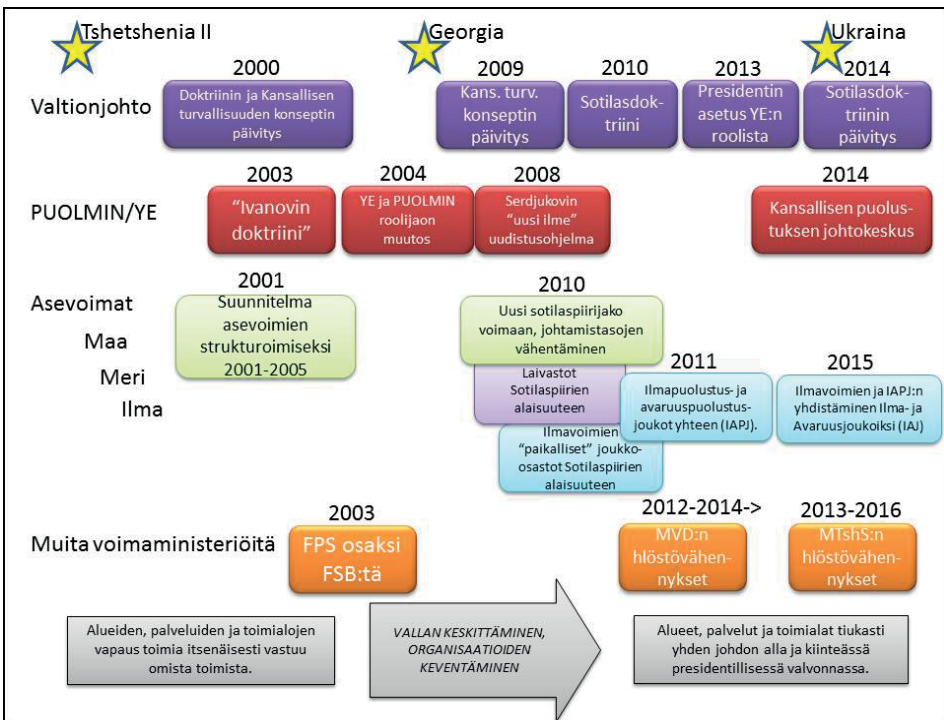 Tshetshenia II
Georgia
Ukraina
Valtionjohto
2000
Doktriinin ja Kansallisen
turvallisuuden konseptin
päivitys
2009
Kans. turv.
konseptin
päivitys
2010
Sotilasdok-
triini
2013
Presidentin
asetus YE:n
roolista
2014
Sotilasdok-
triinin
päivitys
PUOLMIN/YE
2003
“Ivanovin
doktriini”
2004
YE ja PUOLMIN
roolijaon
muutos
2008
Serdjukovin
“uusi ilme”
uudistusohjelma
2014
Kansallisen puolus-
tuksen johtokeskus
Asevoimat
Maa
Meri
Ilma
2001
Suunnitelma
asevoimien
strukturoimiseksi
2001-2005
2010
Uusi sotilaspiirijako
voimaan, johtamistasojen
vähentäminen
Laivastot
Sotilaspiirien
alaisuuteen
Ilmavoimien
“paikalliset” joukko-
osastot Sotilaspiirien
alaisuuteen
2011
Ilmapuolustus- ja
avaruuspuolustus-
joukot yhteen (IAPJ).
2015
Ilmavoimien ja IAPJ:n
yhdistäminen Ilma- ja
Avaruusjoukoiksi (IAJ)
Muita voimaministeriöitä
2003
FPS osaksi
FSB:tä
2012-2014->
MVD:n
hlöstövähen-
nykset
2013-2016
MTshS:n
hlöstövähen-
nykset
Alueiden, palveluiden ja toimialojen
vapaus toimia itsenäisesti vastuu
omista toimista.
VALLAN KESKITTÄMINEN,
ORGANISAATIOIDEN
KEVENTÄMINEN
Alueet, palvelut ja toimialat tiukasti
yhden johdon alla ja kiinteässä
presidentillisessä valvonnassa.